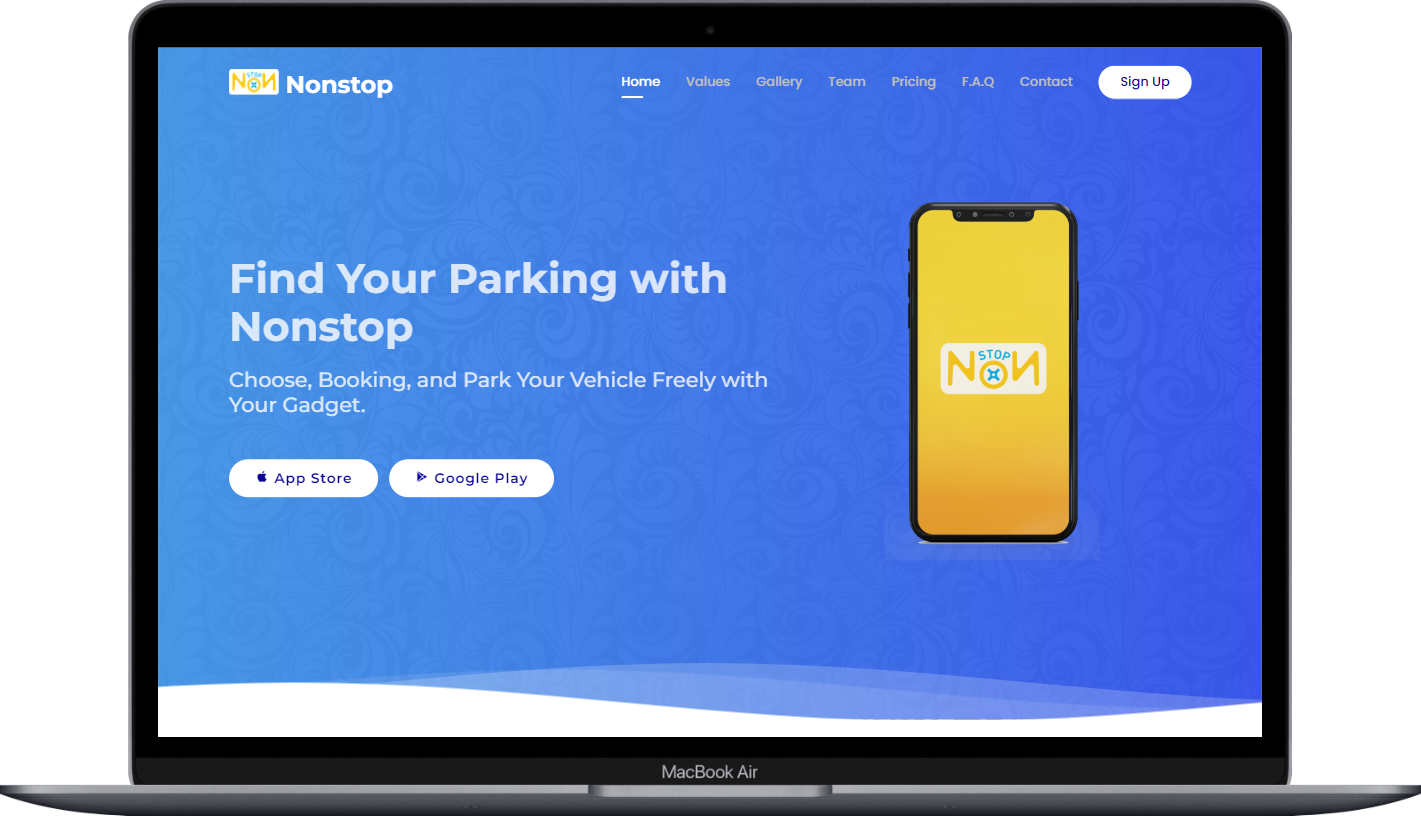 NON STOP
Nonstop
Home Values Gallery Team Pricing F.A.Q Contact Sign Up
Find Your Parking with
Nonstop
Choose, Booking, and Park Your Vehicle Freely with
Your Gadget.
App Store Google Play
STOP
NON
MacBook Air